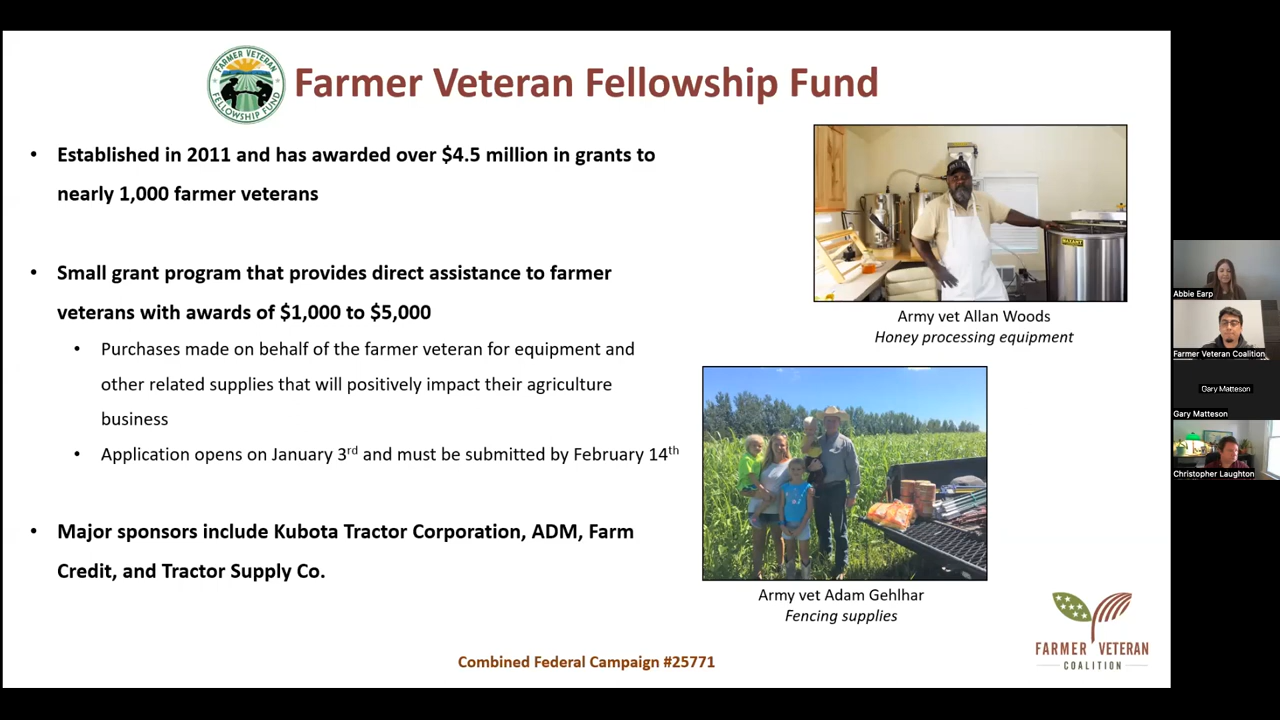 FARMER VETERAN
FELLOWSHIP FUND
Farmer Veteran Fellowship Fund
• Established in 2011 and has awarded over $4.5 million in grants to
nearly 1,000 farmer veterans
• Small grant program that provides direct assistance to farmer
veterans with awards of $1,000 to $5,000
• Purchases made on behalf of the farmer veteran for equipment and
other related supplies that will positively impact their agriculture
business
• Application opens on January 3rd and must be submitted by February 14th
• Major sponsors include Kubota Tractor Corporation, ADM, Farm
Credit, and Tractor Supply Co.
Army vet Allan Woods
Honey processing equipment
Army vet Adam Gehlhar
Fencing supplies
Combined Federal Campaign #25771
FARMER VETERAN
COALITION
Abbie Earp
Farmer Veteran Coalition
Gary Matteson
Gary Matteson
Christopher Laughton